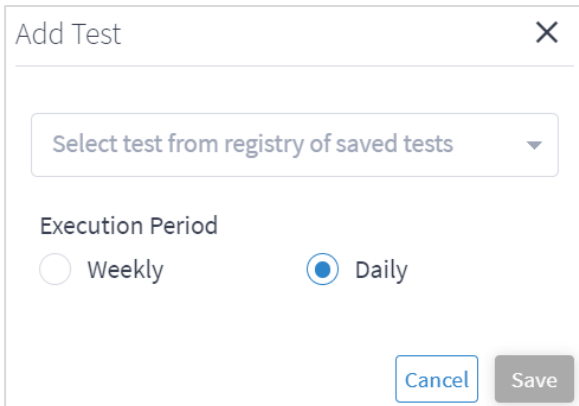 Add Test
Select test from registry of saved tests
Execution Period
Weekly Daily
Cancel Save